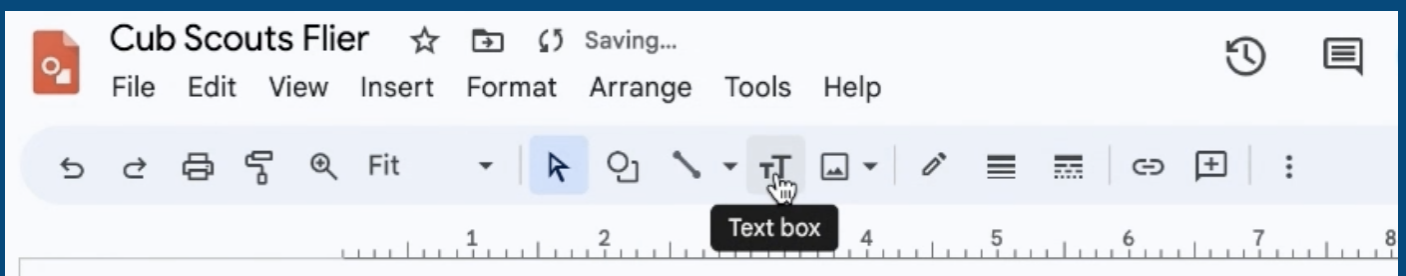 Cub Scouts Flier Saving...
File Edit View Insert Format Arrange Tools Help
Fit
Text box
1 2 4 5 6 7 8